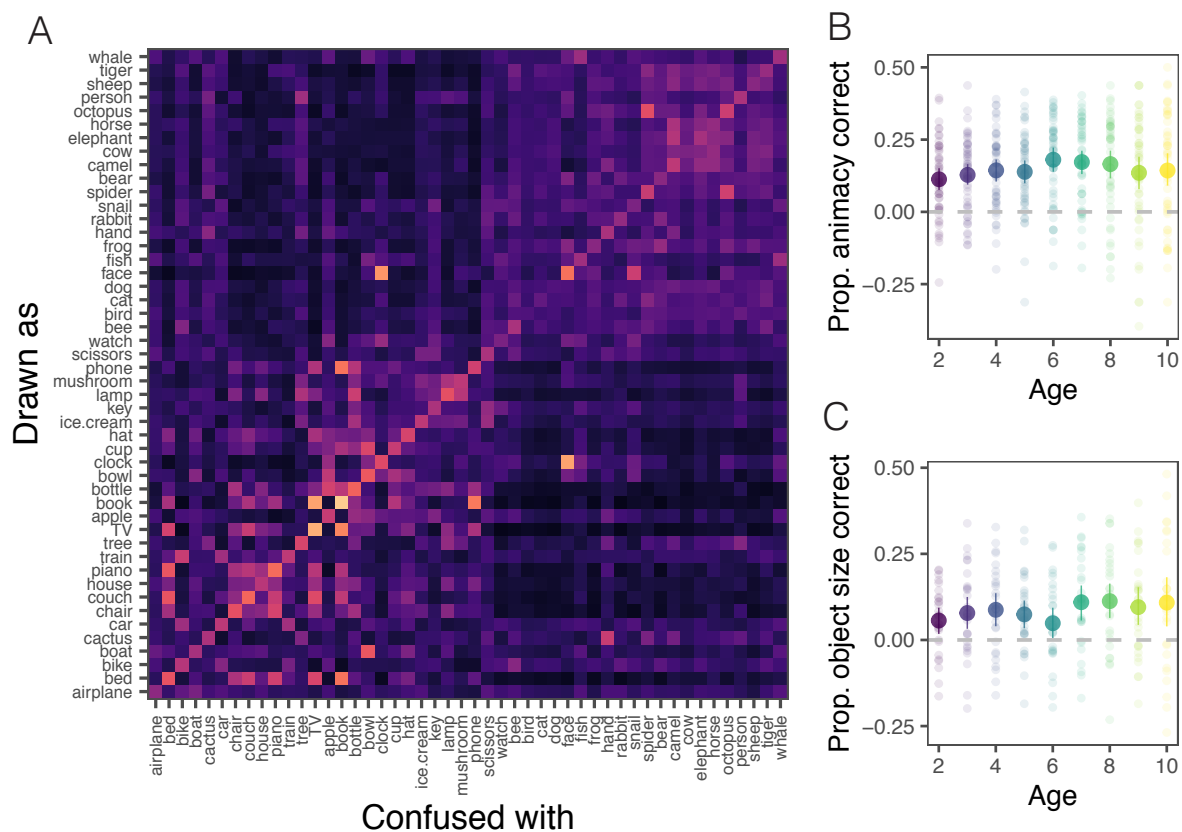 A
whale
tiger
sheep
person
octopus
horse
elephant
cow
camel
bear
spider
snail
rabbit
hand
frog
fish
face
dog
cat
bird
bee
watch
scissors
phone
mushroom
lamp
key
ice.cream
hat
cup
clock
bowl
bottle
book
apple
TV
tree
train
piano
house
couch
chair
car
cactus
boat
bike
bed
airplane
Drawn as
airplane
bed
bike
boat
cactus
car
chair
couch
house
piano
train
tree
TV
apple
book
bottle
bowl
clock
cup
hat
ice.cream
key
lamp
mushroom
phone
scissors
watch
bee
bird
cat
dog
face
fish
frog
hand
rabbit
snail
spider
bear
camel
cow
elephant
horse
octopus
person
sheep
tiger
whale
Confused with
B
Prop. animacy correct
0.50
0.25
0.00
−0.25
2 4 6 8 10
Age
C
Prop. object size correct
0.50
0.25
0.00
−0.25
2 4 6 8 10
Age